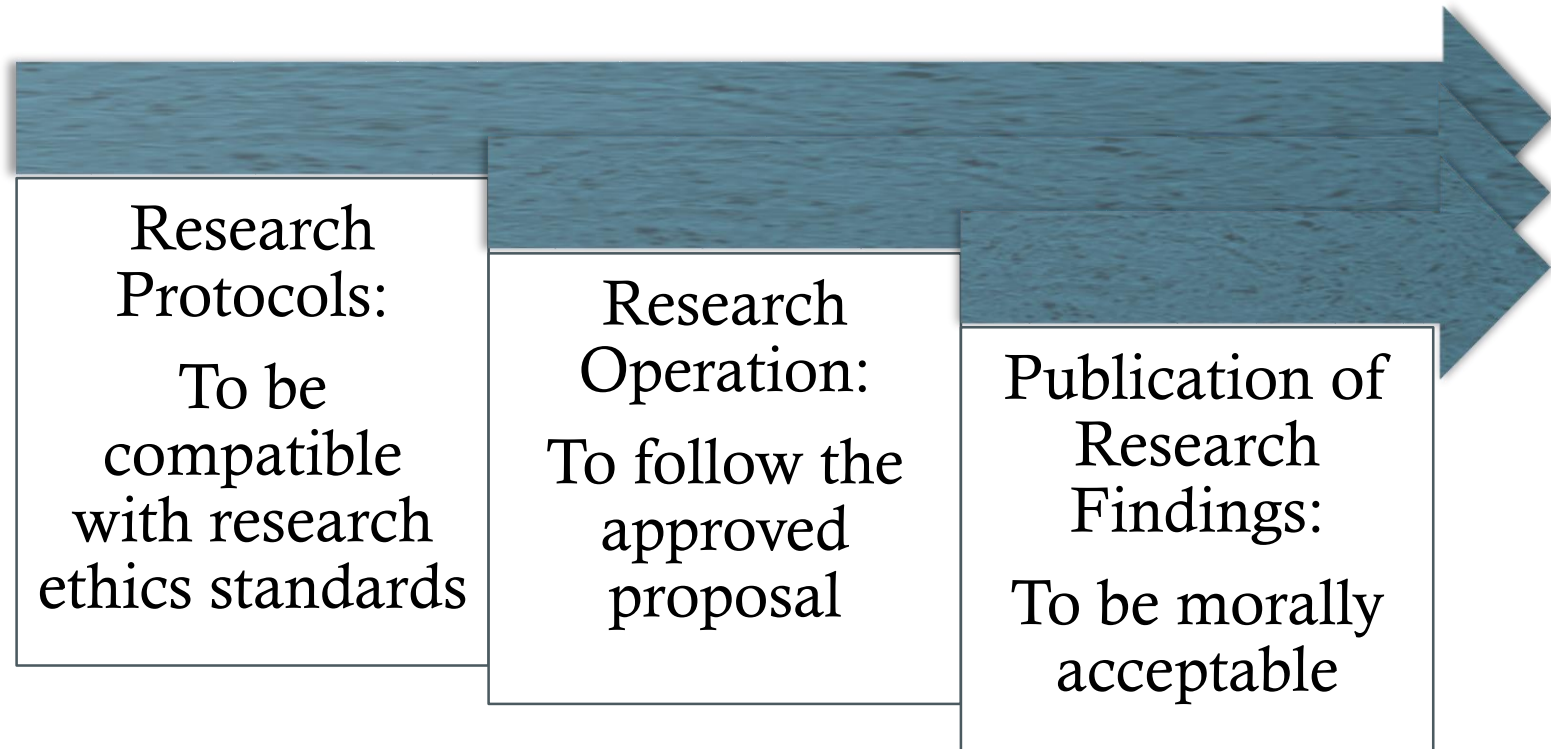 Research
Protocols:
To be
compatible
with research
ethics standards
Research
Operation:
To follow the
approved
proposal
Publication of
Research
Findings:
To be morally
acceptable